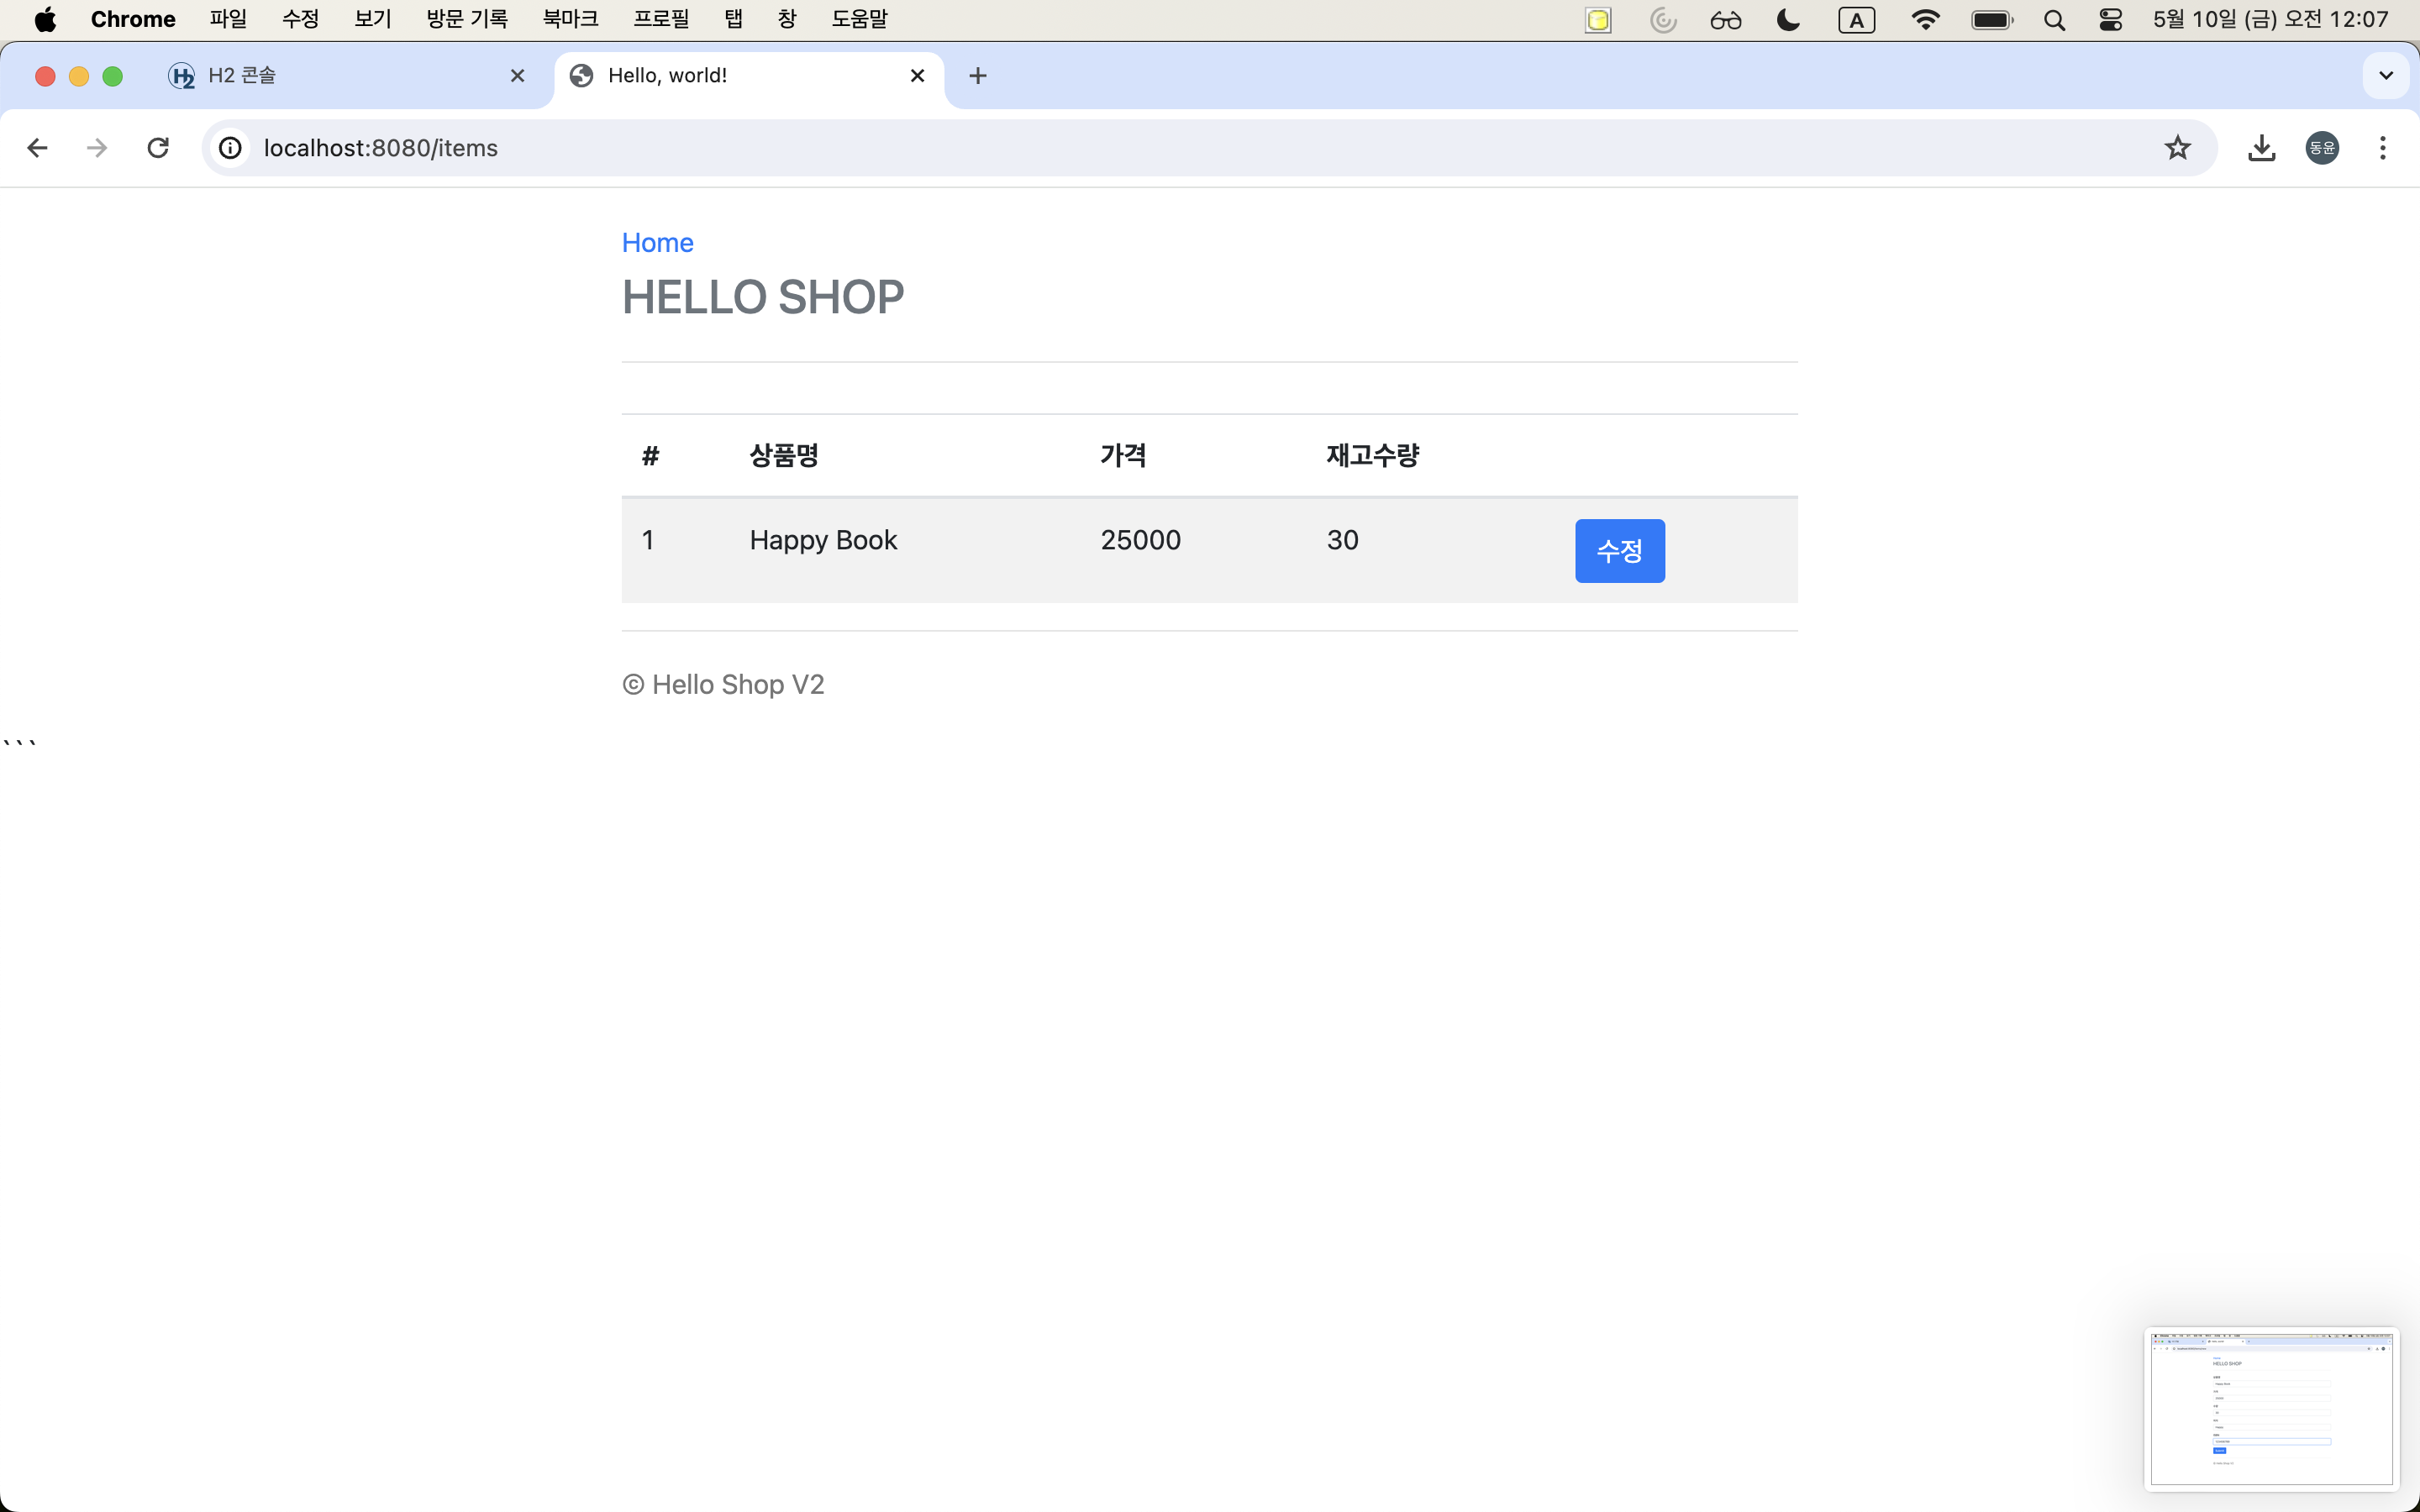 Chrome 파일 수정 보기 방문 기록 북마크 프로필 탭 창 도움말 A 5월 10일 (금) 오전 12:07
H2 콘솔 Hello, world!
localhost:8080/items 동윤
Home
HELLO SHOP
# 상품명 가격 재고수량
1 Happy Book 25000 30 수정
© Hello Shop V2
```
HELLO SHOP